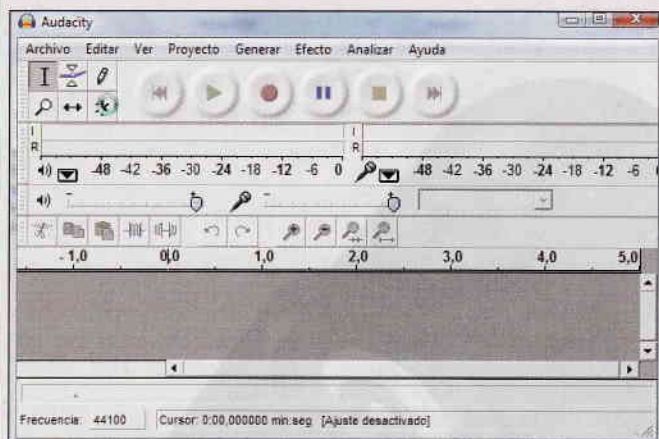 Audacity
Archivo Editar Ver Proyecto Generar Efecto Analizar Ayuda
I I
R R
-48 -42 -36 -30 -24 -18 -12 -6 0 -48 -42 -36 -30 -24 -18 -12 -6
- +  - +
- 1,0 0,0 1,0 2,0 3,0 4,0 5,0
Frecuencia: 44100 Cursor: 0:00,000000 min:seg [Ajuste desactivado]